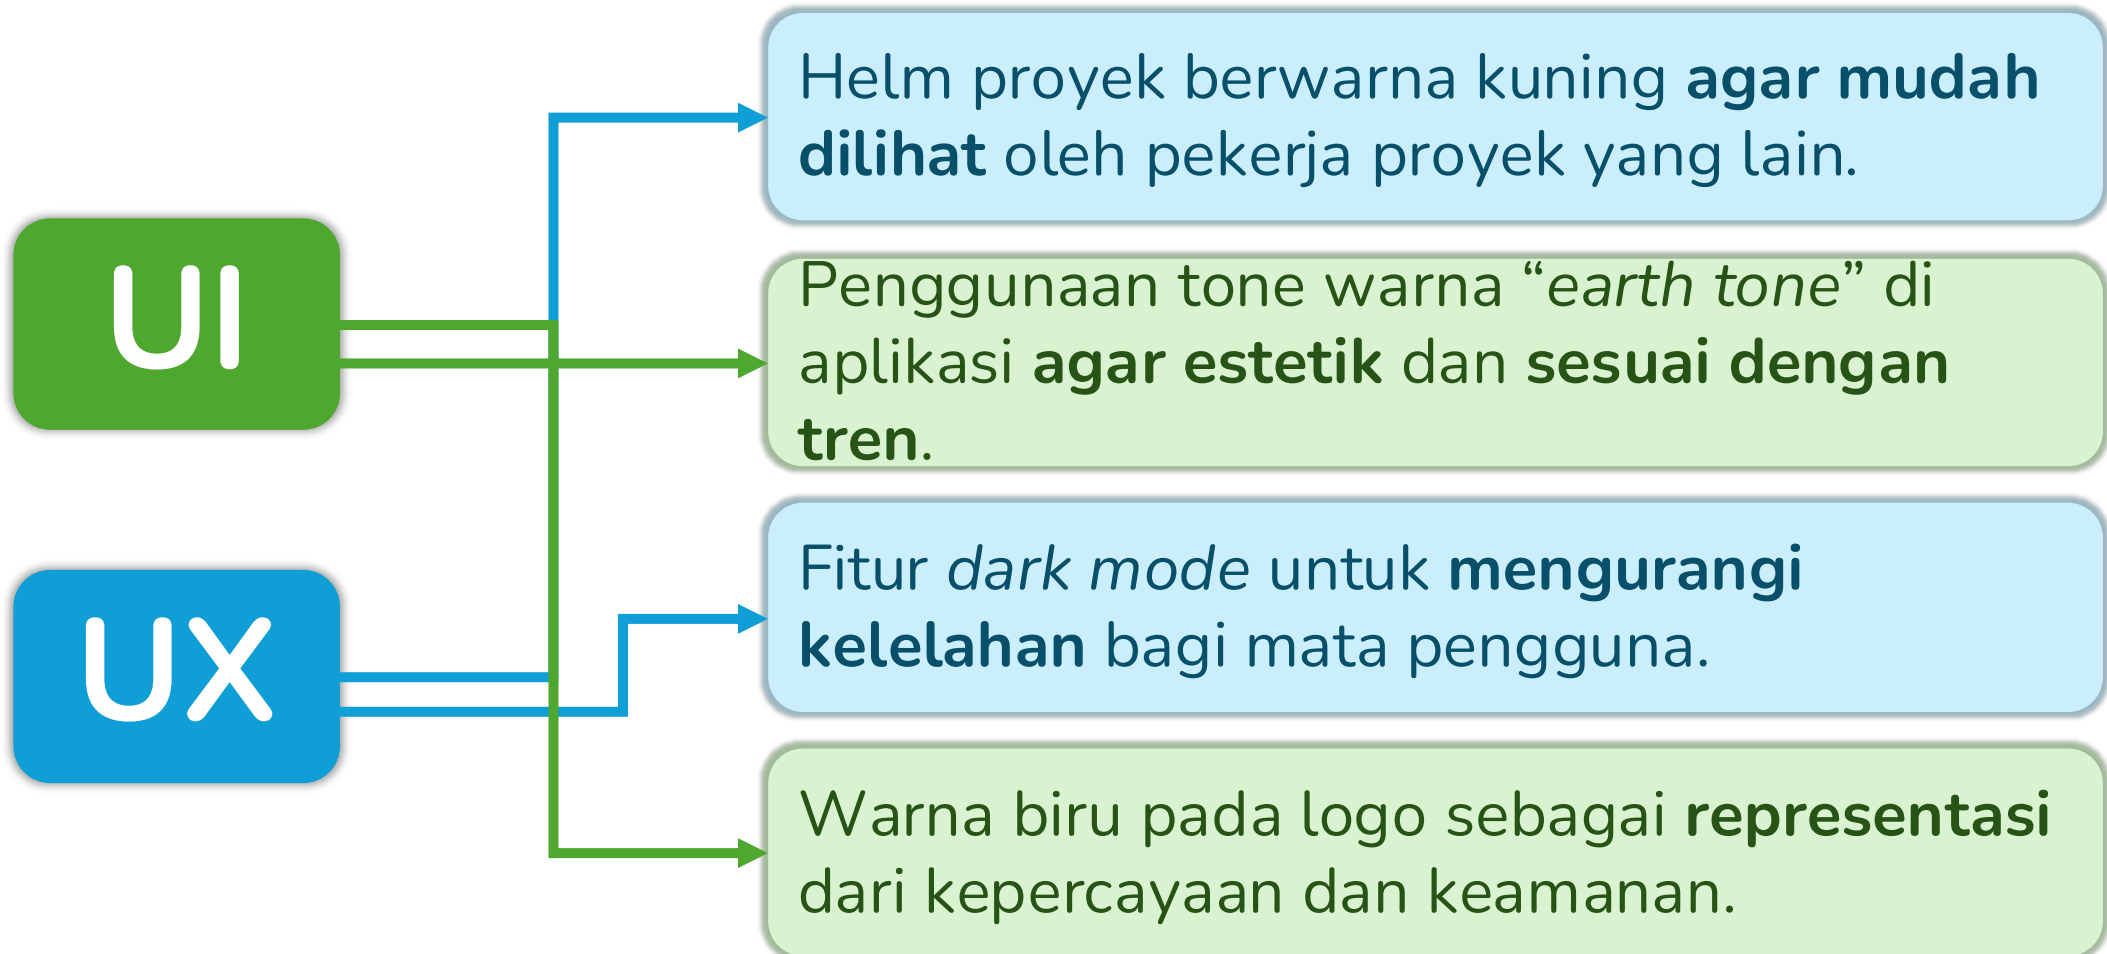 UI
UX
Helm proyek berwarna kuning agar mudah
dilihat oleh pekerja proyek yang lain.
Penggunaan tone warna “earth tone” di
aplikasi agar estetik dan sesuai dengan
tren.
Fitur dark mode untuk mengurangi
kelelahan bagi mata pengguna.
Warna biru pada logo sebagai representasi
dari kepercayaan dan keamanan.